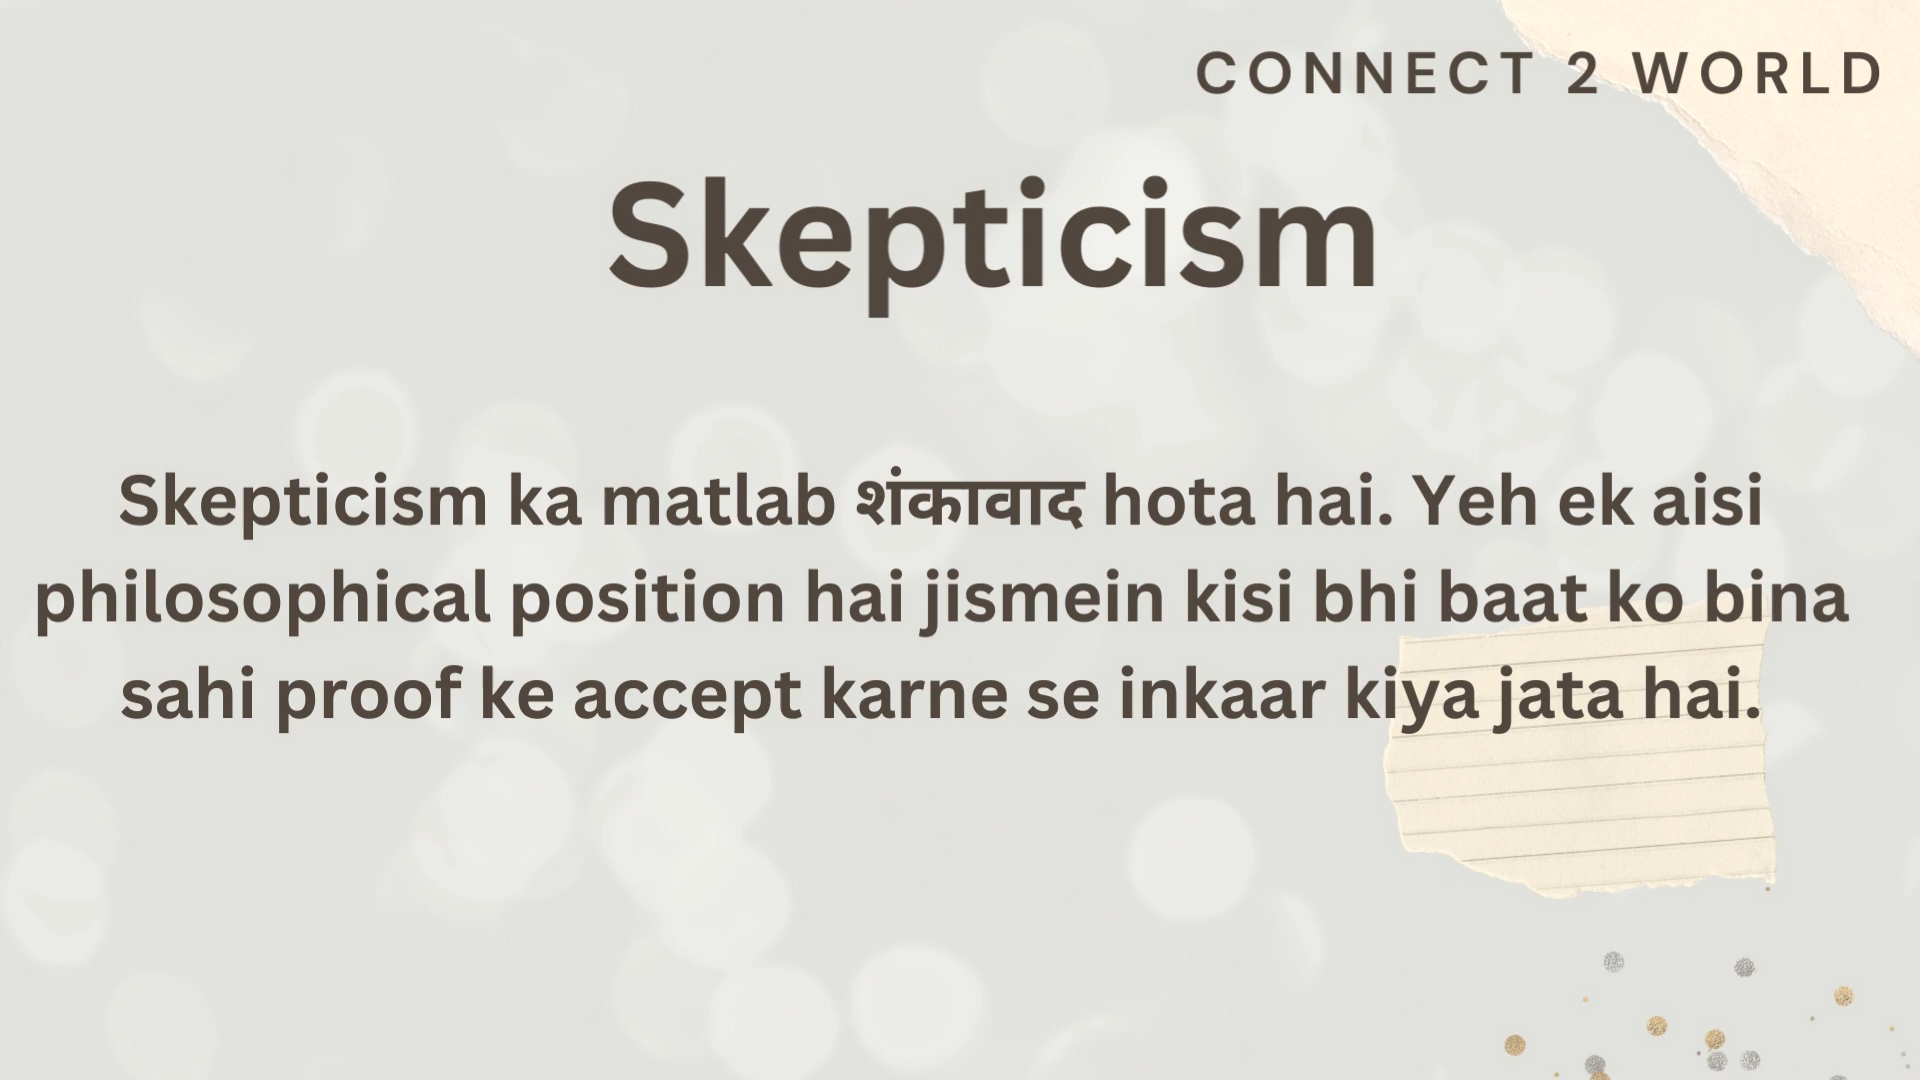 CONNECT 2 WORLD
Skepticism
Skepticism ka matlab शंकावाद hota hai. Yeh ek aisi
philosophical position hai jismein kisi bhi baat ko bina
sahi proof ke accept karne se inkaar kiya jata hai.